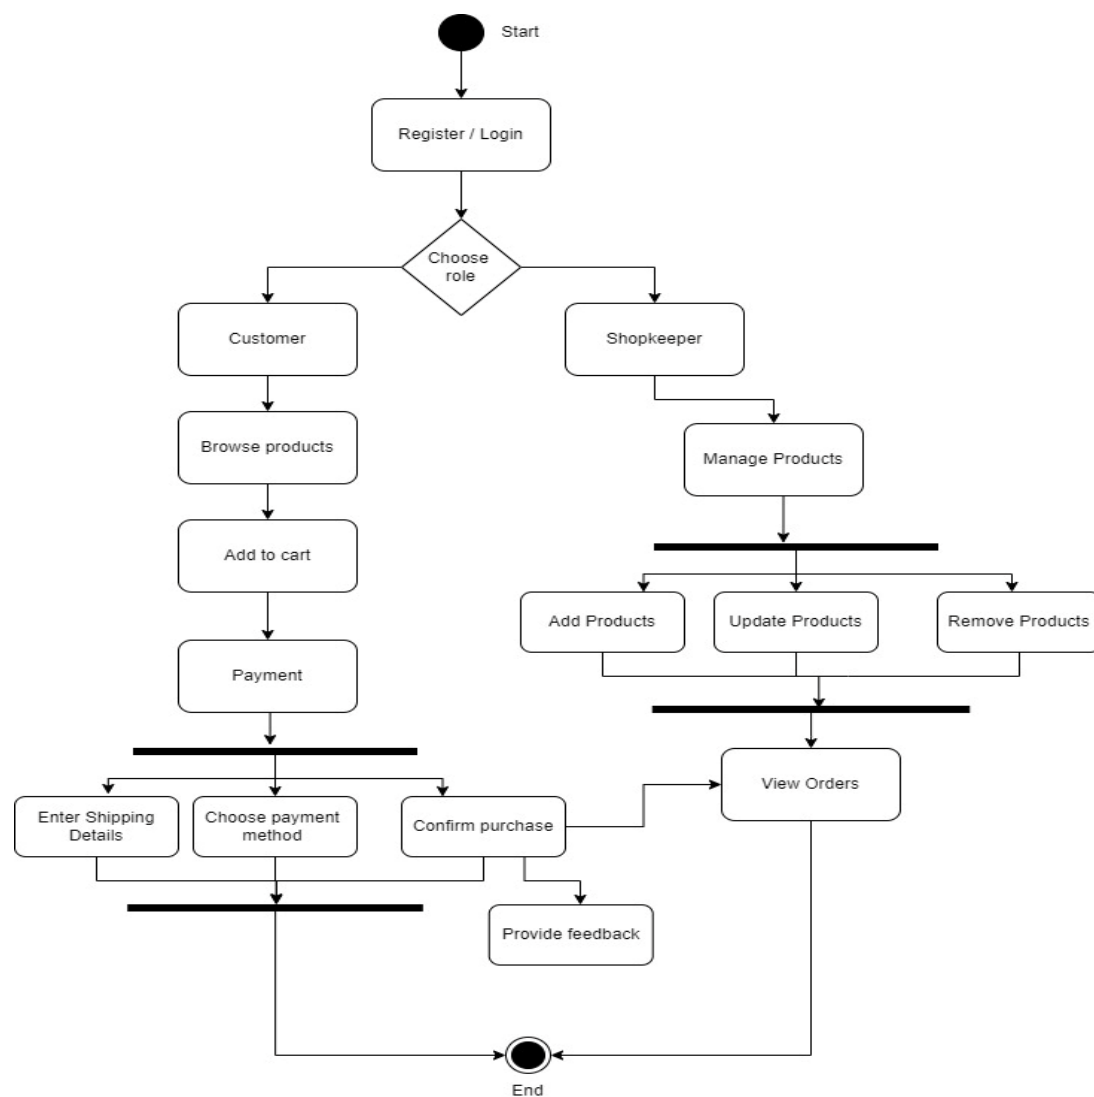 Start
Register / Login
Choose
role
Customer
Shopkeeper
Browse products
Manage Products
Add to cart
Add Products
Update Products
Remove Products
Payment
View Orders
Enter Shipping
Details
Choose payment
method
Confirm purchase
Provide feedback
End